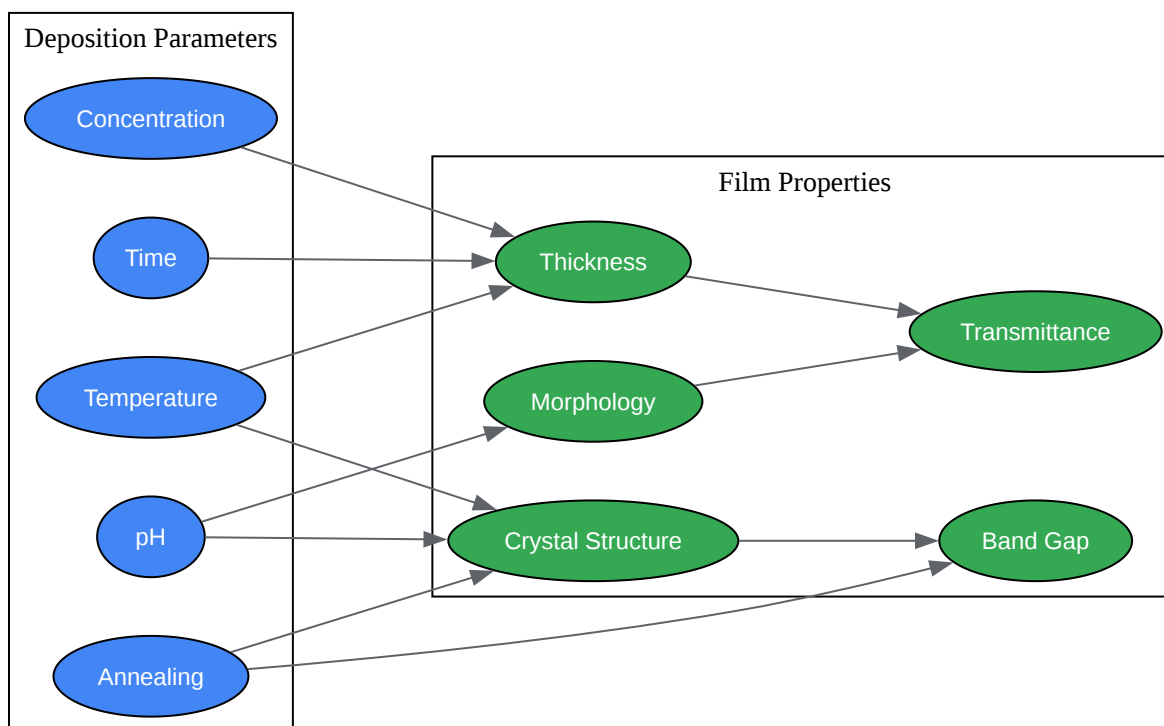 Deposition Parameters
Concentration
Time
Temperature
pH
Annealing
Film Properties
Thickness
Morphology
Crystal Structure
Transmittance
Band Gap